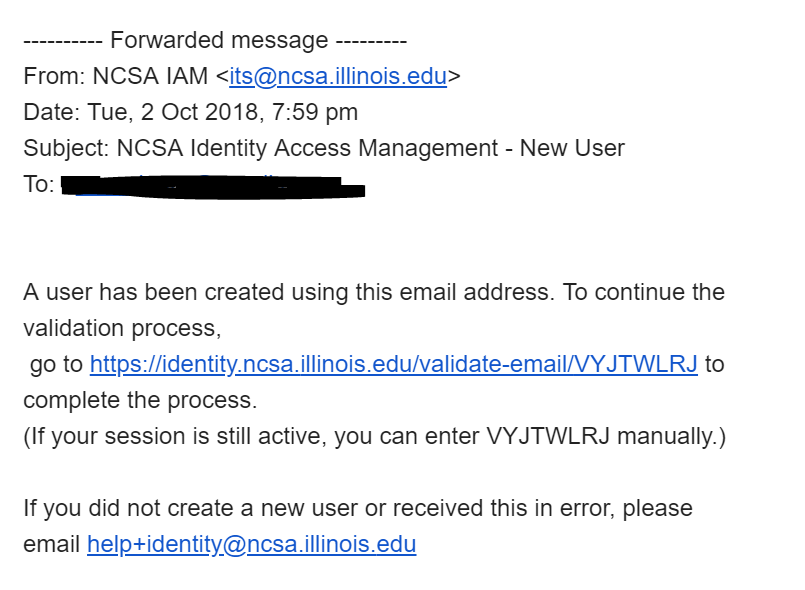 ---------- Forwarded message ---------
From: NCSA IAM <its@ncsa.illinois.edu>
Date: Tue, 2 Oct 2018, 7:59 pm
Subject: NCSA Identity Access Management - New User
To:
A user has been created using this email address. To continue the
validation process,
go to https://identity.ncsa.illinois.edu/validate-email/VYJTWLRJ to
complete the process.
(If your session is still active, you can enter VYJTWLRJ manually.)
If you did not create a new user or received this in error, please
email help+identity@ncsa.illinois.edu